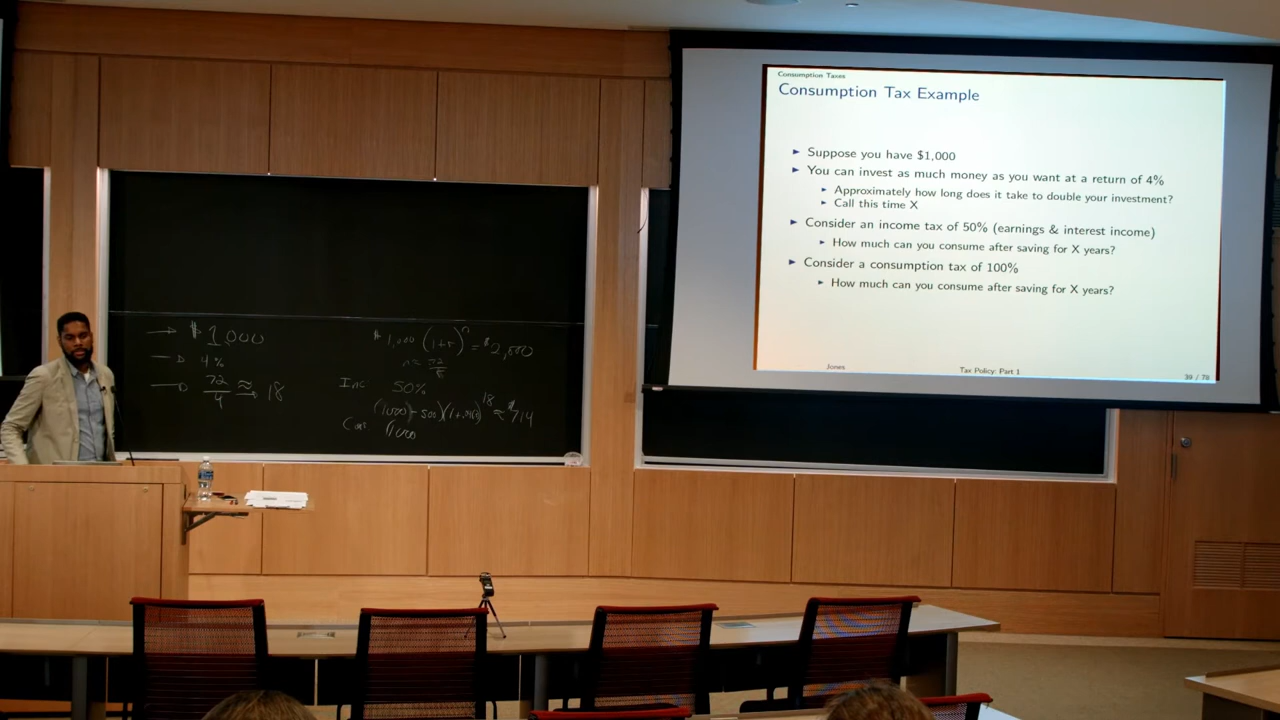 Consumption Taxes
Consumption Tax Example
Suppose you have $1,000
You can invest as much money as you want at a return of 4%
Approximately how long does it take to double your investment?
Call this time X
Consider an income tax of 50% (earnings & interest income)
How much can you consume after saving for X years?
Consider a consumption tax of 100%
How much can you consume after saving for X years?
Jones
Tax Policy: Part 1
39 / 78
→ $1,000
→ 4%
→ 72/4 ≈ 18
$1,000 (1+r)^n = $2,000
Inc 50%
Con. (1000